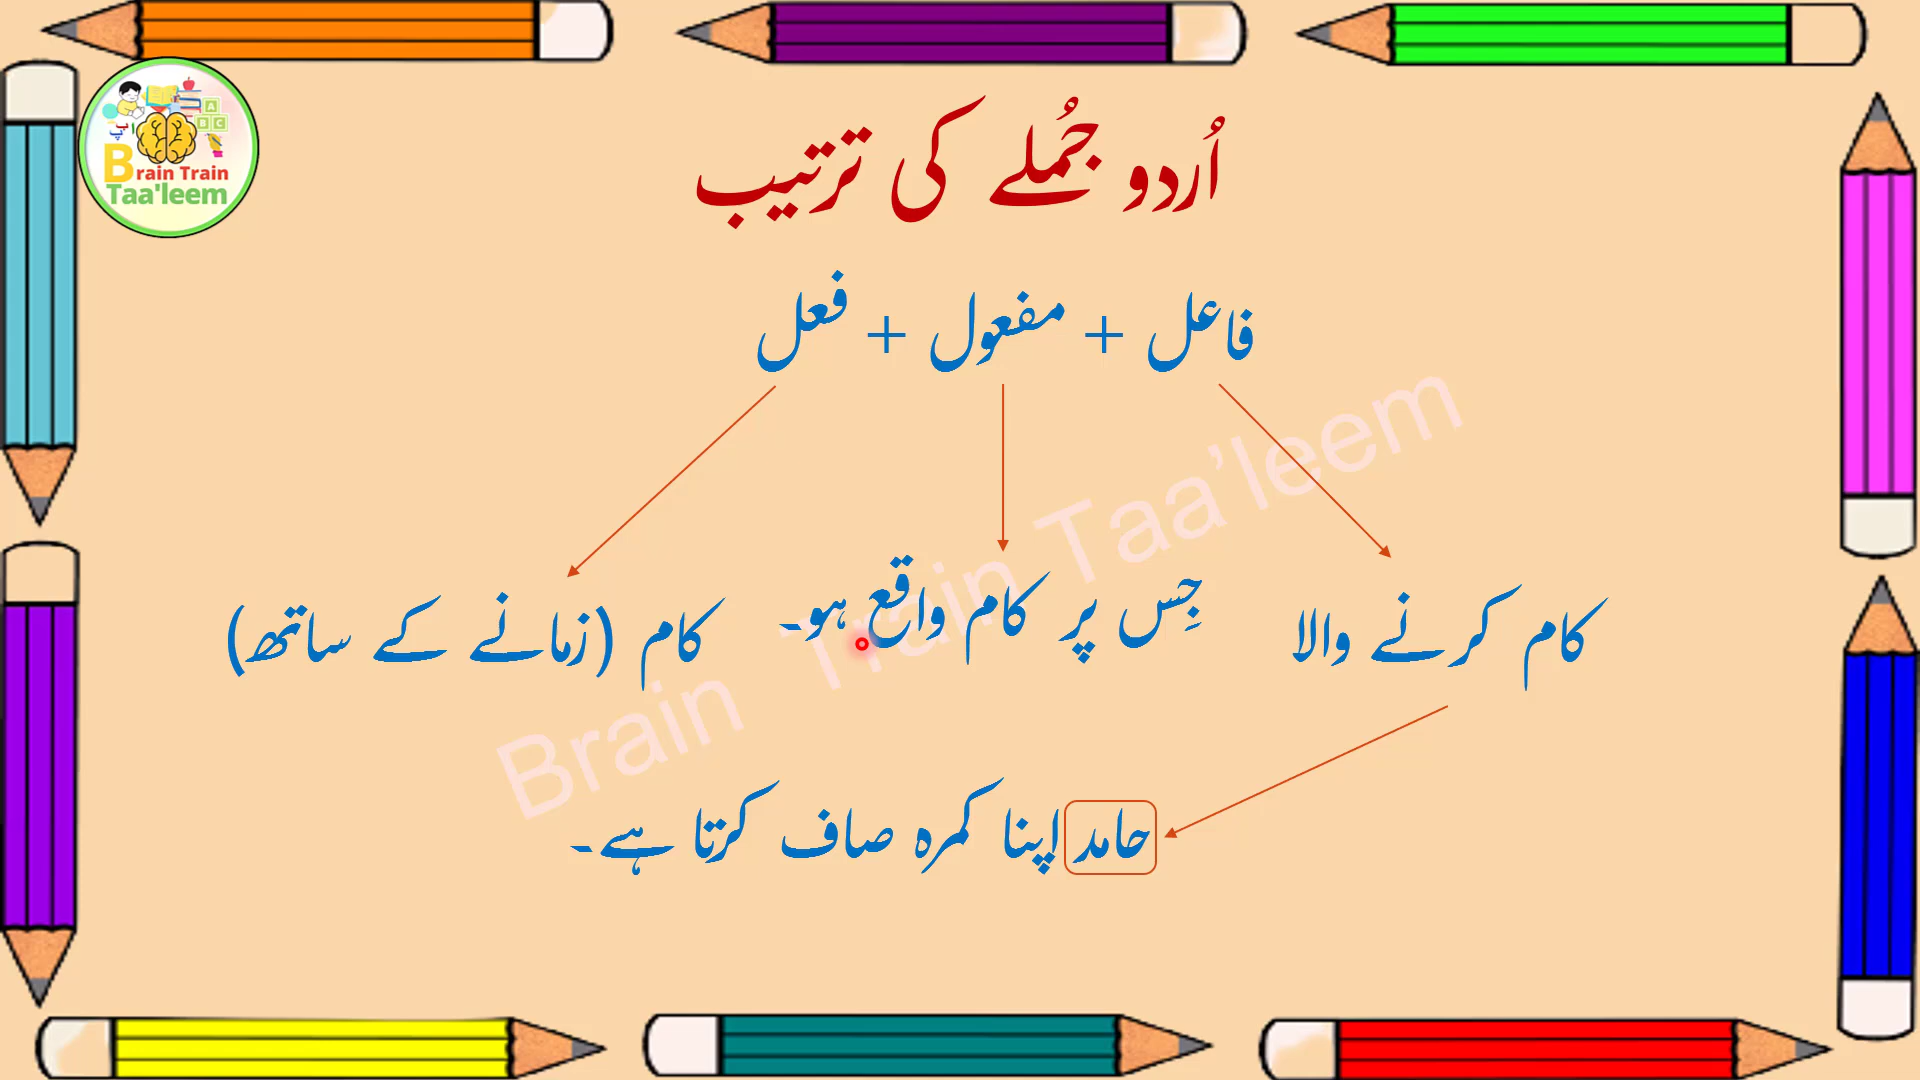 Brain Train
Taa'leem
اُردو جُملے کی ترتیب
فاعل + مفعول + فعل
کام کرنے والا
جِس پر کام واقع ہو۔
کام (زمانے کے ساتھ)
حامد اپنا کمرہ صاف کرتا ہے۔
Brain Train Taa'leem